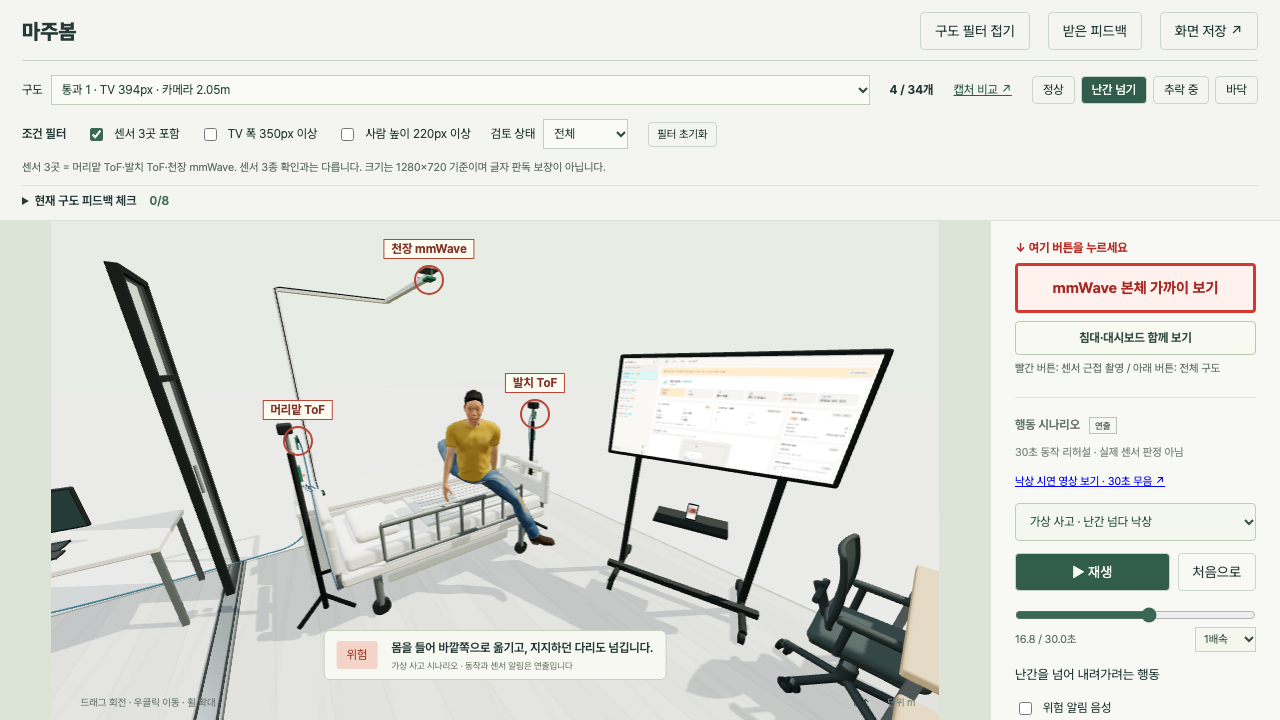 마주봄
구도 필터 접기
받은 피드백
화면 저장 ↗
구도
통과 1 · TV 394px · 카메라 2.05m
4 / 34개
캡처 비교 ↗
정상
난간 넘기
추락 중
바닥
조건 필터
센서 3곳 포함
TV 폭 350px 이상
사람 높이 220px 이상
검토 상태
전체
필터 초기화
센서 3곳 = 머리맡 ToF·발치 ToF·천장 mmWave. 센서 3종 확인과는 다릅니다. 크기는 1280×720 기준이며 글자 판독 보장이 아닙니다.
▶ 현재 구도 피드백 체크 0/8
천장 mmWave
발치 ToF
머리맡 ToF
위험
몸을 들어 바깥쪽으로 옮기고, 지지하던 다리도 넘깁니다.
가상 사고 시나리오 · 동작과 센서 알림은 연출입니다
드래그 회전 · 우클릭 이동 · 휠 확대
단위 m
↓ 여기 버튼을 누르세요
mmWave 본체 가까이 보기
침대·대시보드 함께 보기
빨간 버튼: 센서 근접 촬영 / 아래 버튼: 전체 구도
행동 시나리오
연출
30초 동작 리허설 · 실제 센서 판정 아님
낙상 시연 영상 보기 · 30초 무음 ↗
가상 사고 · 난간 넘다 낙상
▶ 재생
처음으로
16.8 / 30.0초
1배속
난간을 넘어 내려가려는 행동
위험 알림 음성